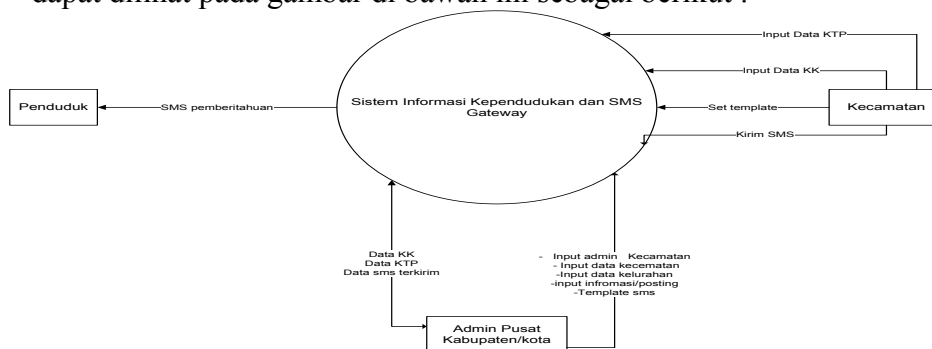 dapat dilihat pada gambar di bawah ini sebagai berikut :
Input Data KTP
Input Data KK
Penduduk
SMS pemberitahuan
Sistem Informasi Kependudukan dan SMS
Gateway
Set template
Kecamatan
Kirim SMS
Data KK
Data KTP
Data sms terkirim
- Input admin Kecamatan
- Input data kecematan
-Input data kelurahan
-input infromasi/posting
-Template sms
Admin Pusat
Kabupaten/kota